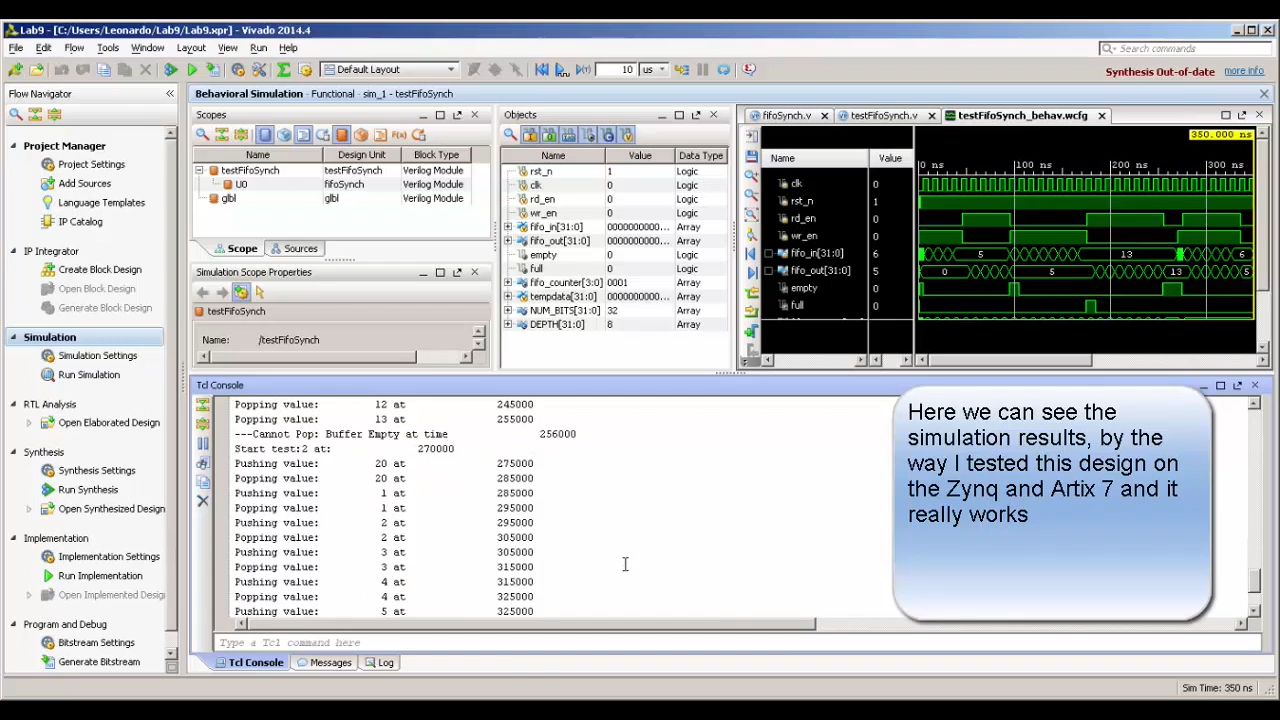 Lab9 - [C:/Users/Leonardo/Lab9/Lab9.xpr] - Vivado 2014.4
File Edit Flow Tools Window Layout View Run Help
Search commands
Default Layout
10 us
Synthesis Out-of-date more info
Flow Navigator
Project Manager
Project Settings
Add Sources
Language Templates
IP Catalog
IP Integrator
Create Block Design
Open Block Design
Generate Block Design
Simulation
Simulation Settings
Run Simulation
RTL Analysis
Open Elaborated Design
Synthesis
Synthesis Settings
Run Synthesis
Open Synthesized Design
Implementation
Implementation Settings
Run Implementation
Open Implemented Design
Program and Debug
Bitstream Settings
Generate Bitstream
Behavioral Simulation - Functional - sim_1 - testFifoSynch
Scopes
Name Design Unit Block Type
testFifoSynch testFifoSynch Verilog Module
U0 fifoSynch Verilog Module
glbl glbl Verilog Module
Scope Sources
Simulation Scope Properties
testFifoSynch
Name: /testFifoSynch
Objects
Name Value Data Type
rst_n 1 Logic
clk 0 Logic
rd_en 0 Logic
wr_en 0 Logic
fifo_in[31:0] 0000000000... Array
fifo_out[31:0] 0000000000... Array
empty 0 Logic
full 0 Logic
fifo_counter[3:0] 0001 Array
tempdata[31:0] 0000000000... Array
NUM_BITS[31:0] 32 Array
DEPTH[31:0] 8 Array
fifoSynch.v testFifoSynch.v testFifoSynch_behav.wcfg
350.000 ns
Name Value 0 ns 100 ns 200 ns 300 ns
clk 0
rst_n 1
rd_en 0
wr_en 0
fifo_in[31:0] 6 5 13 6
fifo_out[31:0] 5 0 5 13 5
empty 0
full 0
Tcl Console
Popping value: 12 at 245000
Popping value: 13 at 255000
---Cannot Pop: Buffer Empty at time 256000
Start test:2 at: 270000
Pushing value: 20 at 275000
Popping value: 20 at 285000
Pushing value: 1 at 285000
Popping value: 1 at 295000
Pushing value: 2 at 295000
Popping value: 2 at 305000
Pushing value: 3 at 305000
Popping value: 3 at 315000
Pushing value: 4 at 315000
Popping value: 4 at 325000
Pushing value: 5 at 325000
Type a Tcl command here
Tcl Console Messages Log
Here we can see the
simulation results, by the
way I tested this design on
the Zynq and Artix 7 and it
really works
Sim Time: 350 ns